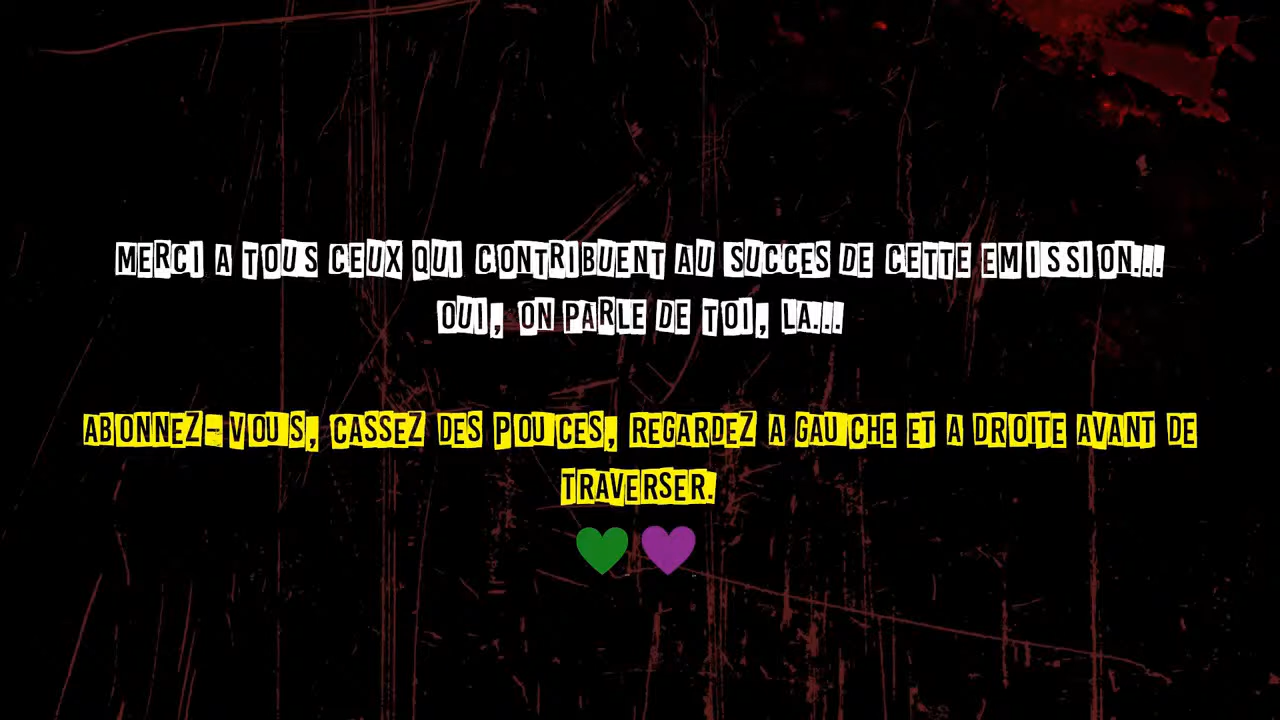 MERCI A TOUS CEUX QUI CONTRIBUENT AU SUCCES DE CETTE EMISSION...
OUI, ON PARLE DE TOI, LA...
ABONNEZ-VOUS, CASSEZ DES POUCES, REGARDEZ A GAUCHE ET A DROITE AVANT DE
TRAVERSER.
💚 💜